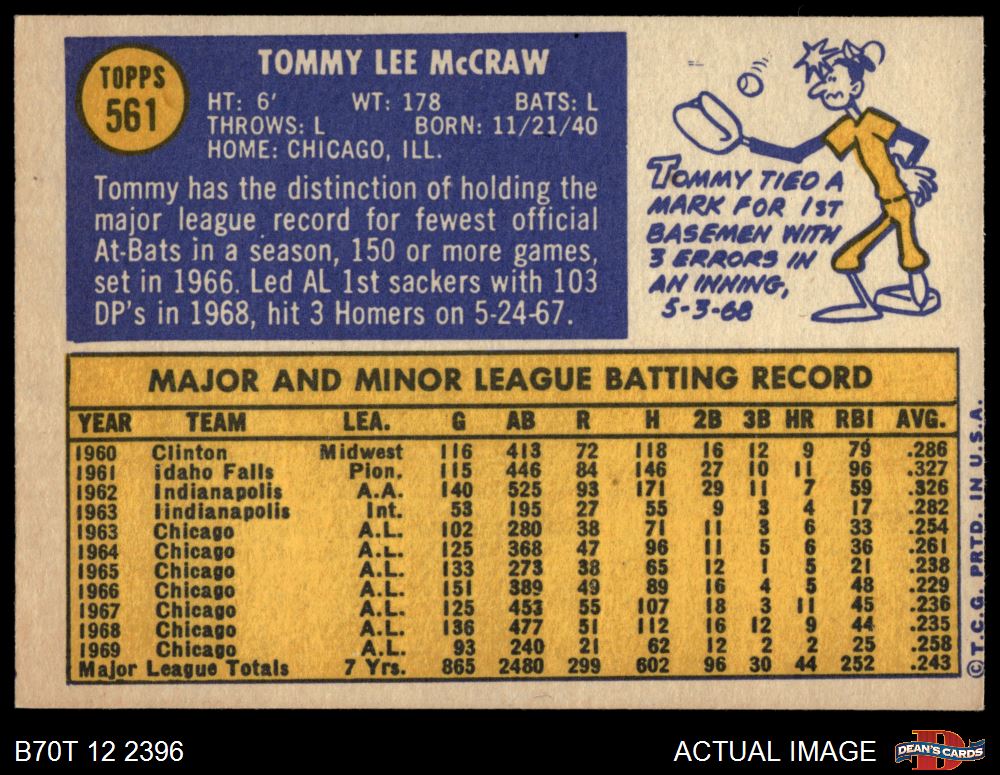 TOPPS
561
TOMMY LEE McCRAW
HT: 6' WT: 178 BATS: L
THROWS: L BORN: 11/21/40
HOME: CHICAGO, ILL.
Tommy has the distinction of holding the
major league record for fewest official
At-Bats in a season, 150 or more games,
set in 1966. Led AL 1st sackers with 103
DP's in 1968, hit 3 Homers on 5-24-67.
TOMMY TIED A
MARK FOR 1ST
BASEMEN WITH
3 ERRORS IN
AN INNING,
5-3-68
MAJOR AND MINOR LEAGUE BATTING RECORD
YEAR TEAM LEA. G AB R H 2B 3B HR RBI AVG.
1960 Clinton Midwest 116 413 72 118 16 12 9 79 .286
1961 idaho Falls Pion. 115 446 84 146 27 10 11 96 .327
1962 Indianapolis A.A. 140 525 93 171 29 11 7 59 .326
1963 Iindianapolis Int. 53 195 27 55 9 3 4 17 .282
1963 Chicago A.L. 102 280 38 71 11 3 6 33 .254
1964 Chicago A.L. 125 368 47 96 11 5 6 36 .261
1965 Chicago A.L. 133 273 38 65 12 1 5 21 .238
1966 Chicago A.L. 151 389 49 89 16 4 5 48 .229
1967 Chicago A.L. 125 453 55 107 18 3 11 45 .236
1968 Chicago A.L. 136 477 51 112 16 12 9 44 .235
1969 Chicago A.L. 93 240 21 62 12 2 2 25 .258
Major League Totals 7 Yrs. 865 2480 299 602 96 30 44 252 .243
©T.C.G. PRTD. IN U.S.A.
B70T 12 2396
ACTUAL IMAGE
DEAN'S CARDS